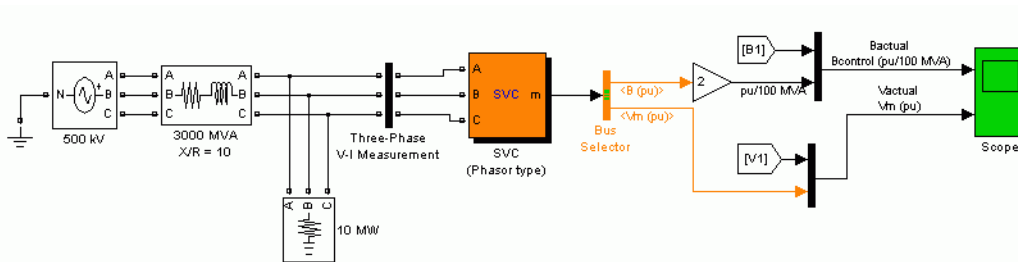 [B1]
Bactual
Bcontrol (pu/100 MVA)
A
A
A
A
A
N
B
B
B
B
SVC
m
<B (pu)>
2
pu/100 MVA
C
C
C
C
<Vm (pu)>
Vactual
Vm (pu)
500 kV
3000 MVA
X/R = 10
Three-Phase
V-I Measurement
SVC
(Phasor type)
Bus
Selector
[V1]
Scope
A B C
10 MW